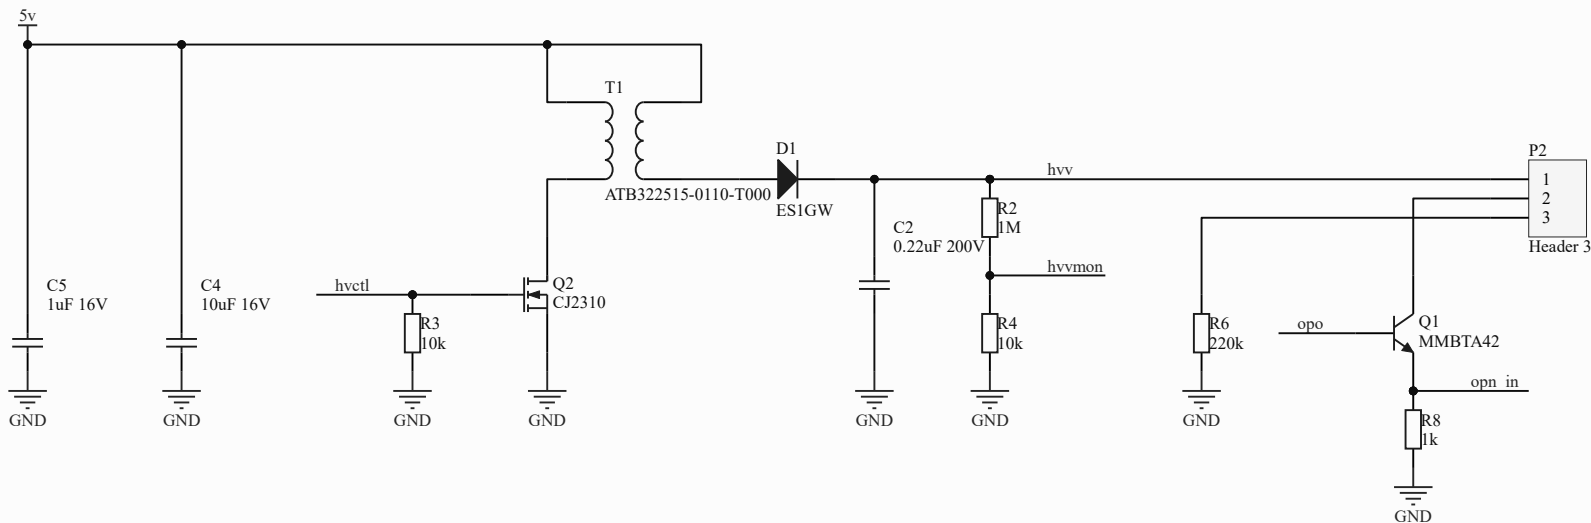 5v
T1
ATB322515-0110-T000
D1
ES1GW
hvv
P2
1
2
3
Header 3
C5
1uF 16V
C4
10uF 16V
hvctl
R3
10k
Q2
CJ2310
C2
0.22uF 200V
R2
1M
hvvmon
R4
10k
R6
220k
opo
Q1
MMBTA42
opn_in
R8
1k
GND
GND
GND
GND
GND
GND
GND
GND